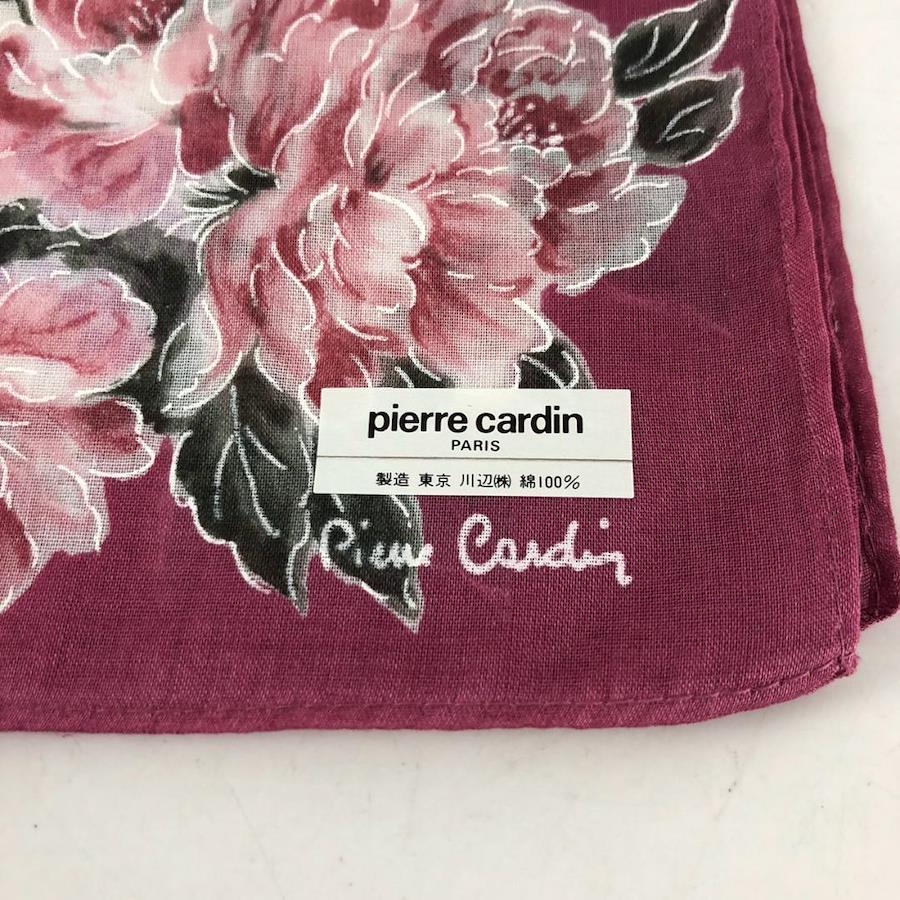 pierre cardin
PARIS
製造 東京 川辺㈱ 綿100%
Pierre Cardin